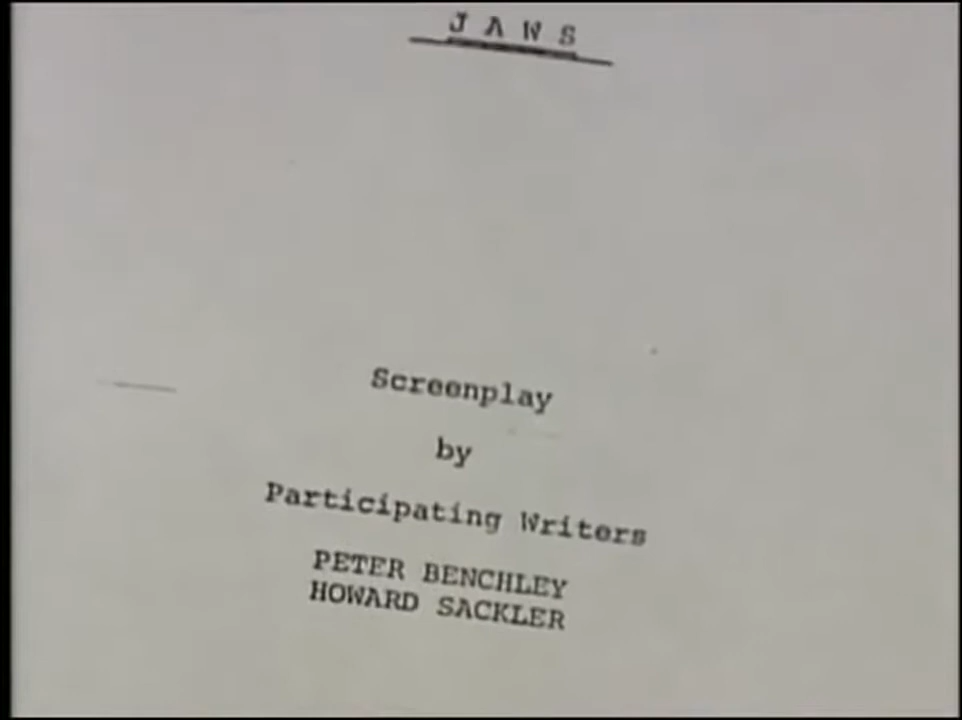 J A W S
Screenplay
by
Participating Writers
PETER BENCHLEY
HOWARD SACKLER